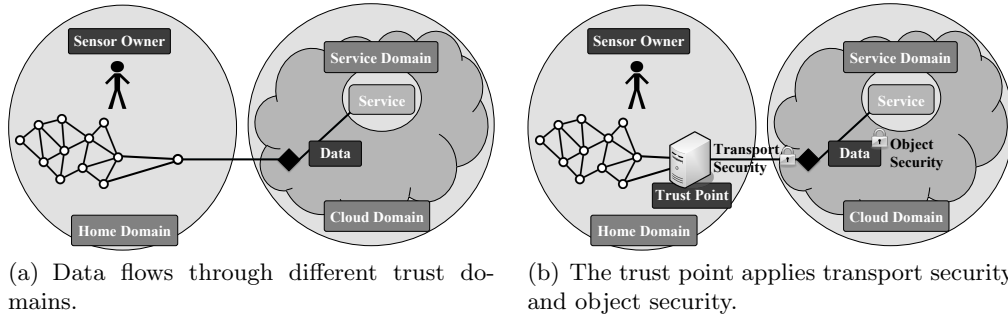 Sensor Owner
Service Domain
Service
Data
Home Domain
Cloud Domain
(a) Data flows through different trust do-
mains.
Sensor Owner
Service Domain
Service
Transport
Security
Data
Object
Security
Trust Point
Home Domain
Cloud Domain
(b) The trust point applies transport security
and object security.